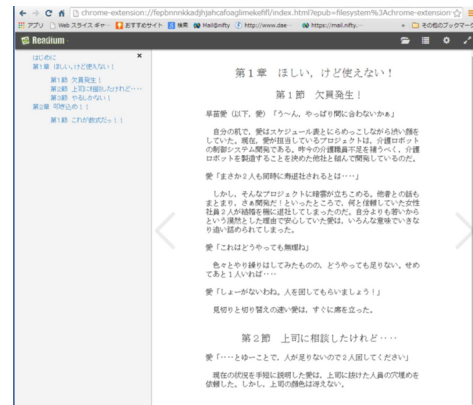 chrome-extension://fepbnnnkkadjhjahcafoaglimekefifl/index.html?epub=filesystem%3Achrome-extension
アプリ
Web スライス ギャ…
おすすめサイト
検索
Mail@nifty
http://www.dae…
https://mail.nifty.…
»
その他のブックマーク
Readium
はじめに
第1章 ほしい，けど使えない！
第1節 欠員発生！
第2節 上司に相談したけれど‥‥
第3節 やるしかない！
第2章 叩き込め！！
第1節 これが数式だっ！！
×
第1章 ほしい，けど使えない！
第1節 欠員発生！
早苗愛（以下，愛）「う～ん，やっぱり間に合わないかぁ」
自分の机で，愛はスケジュール表とにらめっこしながら渋い顔を
していた。現在，愛が担当しているプロジェクトは，介護ロボット
の制御システム開発である。昨今の介護職員不足を補うべく，介護
ロボットを製造することを決めた他社と組んで開発しているのだ。
愛「まさか2人も同時に寿退社されるとは‥‥」
しかし，そんなプロジェクトに暗雲が立ちこめる。他者との話も
まとまり，さぁ開発だ！といったところで，何と信頼していた女性
社員2人が結婚を機に退社してしまったのだ。自分よりも若いから
という漠然とした理由で安心していた愛は，いろんな意味でいきな
り追い詰められてしまった。
愛「これはどうやっても無理ね」
色々とやり繰りはしてみたものの，どうやっても足りない。せめ
てあと1人いれば‥‥
愛「しょーがないわね。人を回してもらいましょう！」
見切りと切り替えの速い愛は，すぐに席を立った。
第2節 上司に相談したけれど‥‥
愛「‥‥とゆーことで，人が足りないので2人回してください」
現在の状況を手短に説明した愛は，上司に抜けた人員の穴埋めを
依頼した。しかし，上司の顔色は冴えない。